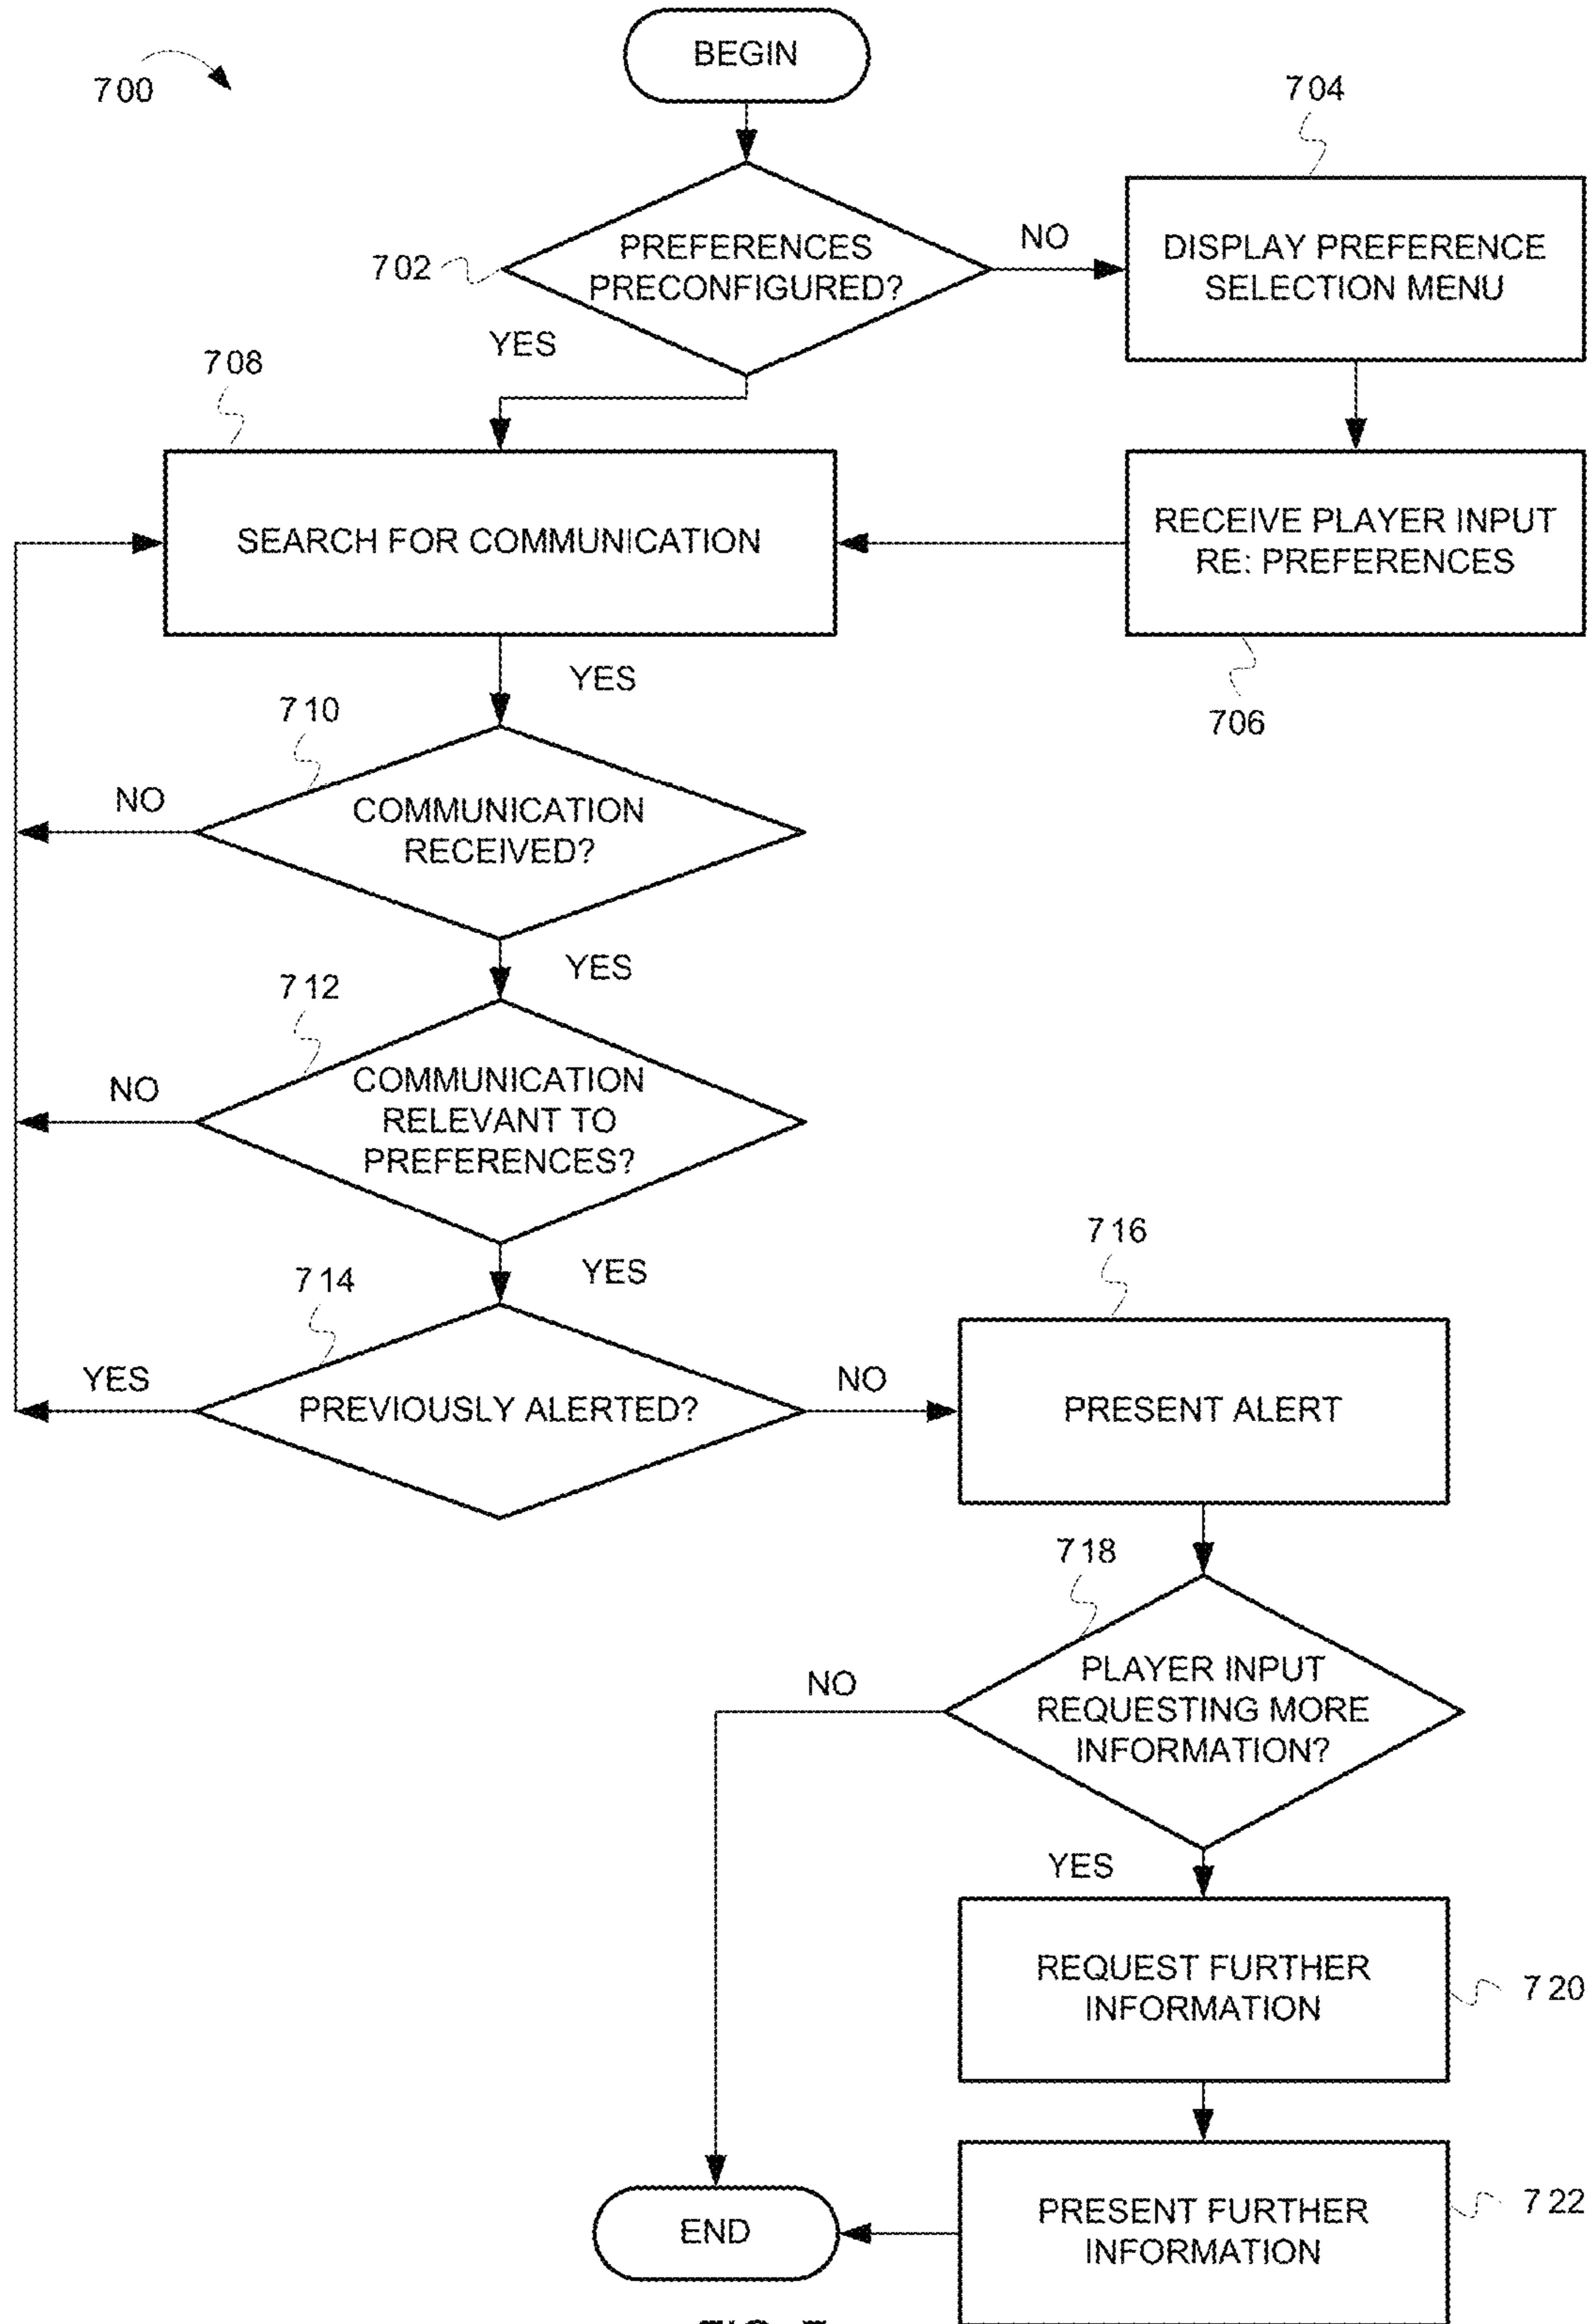 700
BEGIN
704
702
PREFERENCES
PRECONFIGURED?
NO
DISPLAY PREFERENCE
SELECTION MENU
YES
708
SEARCH FOR COMMUNICATION
RECEIVE PLAYER INPUT
RE: PREFERENCES
706
YES
710
NO
COMMUNICATION
RECEIVED?
YES
712
NO
COMMUNICATION
RELEVANT TO
PREFERENCES?
YES
714
716
YES
PREVIOUSLY ALERTED?
NO
PRESENT ALERT
718
NO
PLAYER INPUT
REQUESTING MORE
INFORMATION?
YES
REQUEST FURTHER
INFORMATION
720
END
PRESENT FURTHER
INFORMATION
722